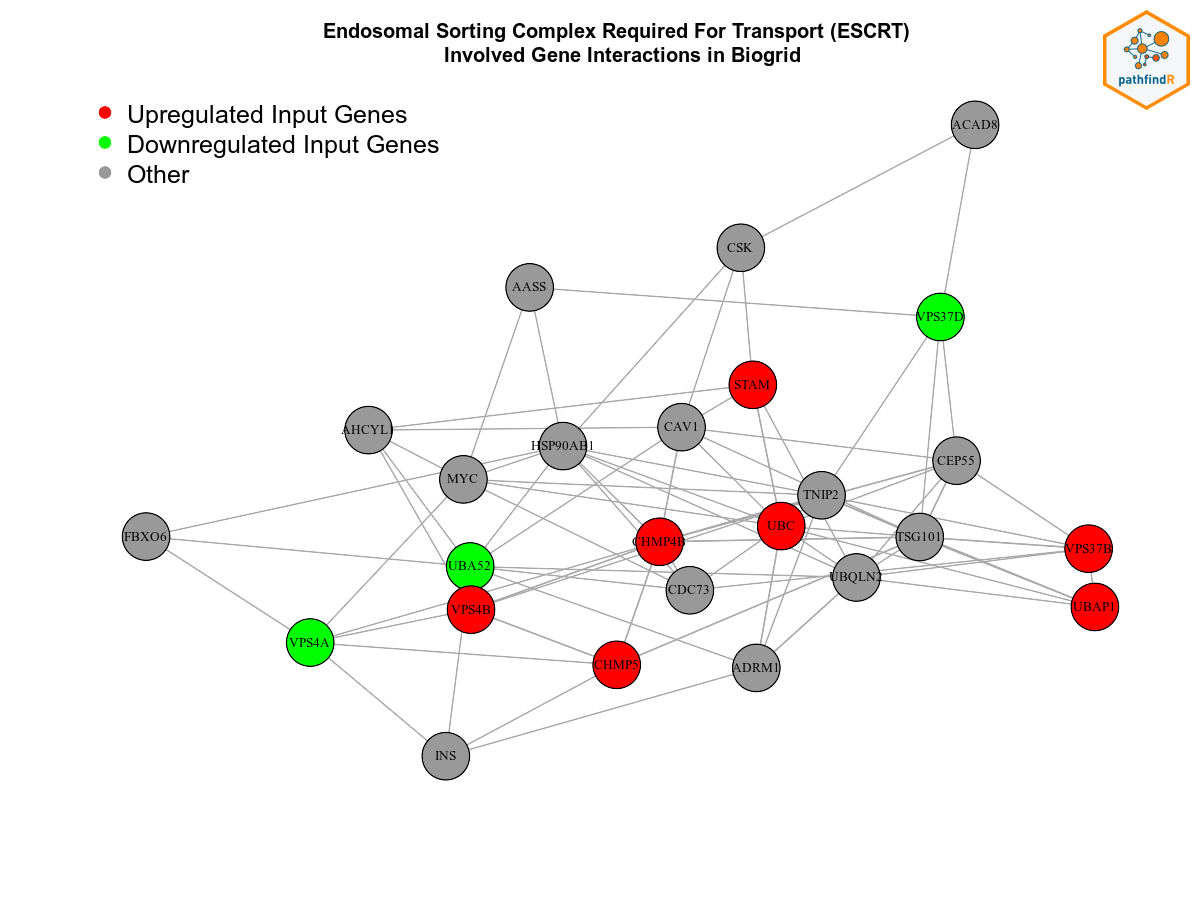 Endosomal Sorting Complex Required For Transport (ESCRT)
Involved Gene Interactions in Biogrid
pathfindR
Upregulated Input Genes
Downregulated Input Genes
Other
ACAD8
CSK
AASS
VPS37D
STAM
AHCYL1
CAV1
HSP90AB1
CEP55
MYC
TNIP2
UBC
FBXO6
CHMP4B
TSG101
VPS37B
UBA52
UBQLN2
CDC73
VPS4B
UBAP1
VPS4A
CHMP5
ADRM1
INS